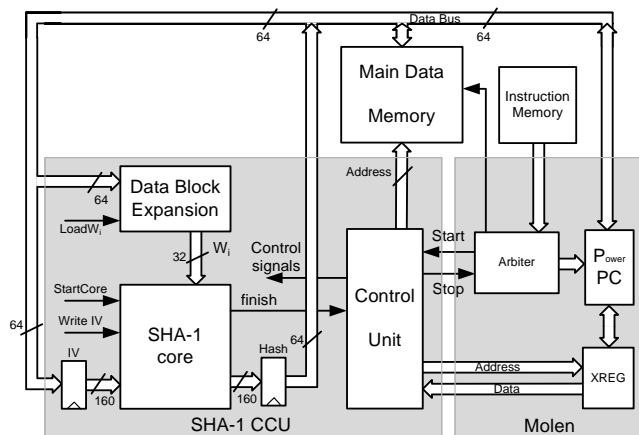 Data Bus
64
64
Main Data
Memory
Instruction
Memory
64
Data Block
Expansion
Address
LoadWi
32
Wi
Control
signals
Start
Stop
Arbiter
Power
PC
StartCore
finish
Write IV
SHA-1
core
Control
Unit
64
64
IV
Hash
160
160
Address
Data
XREG
SHA-1 CCU
Molen